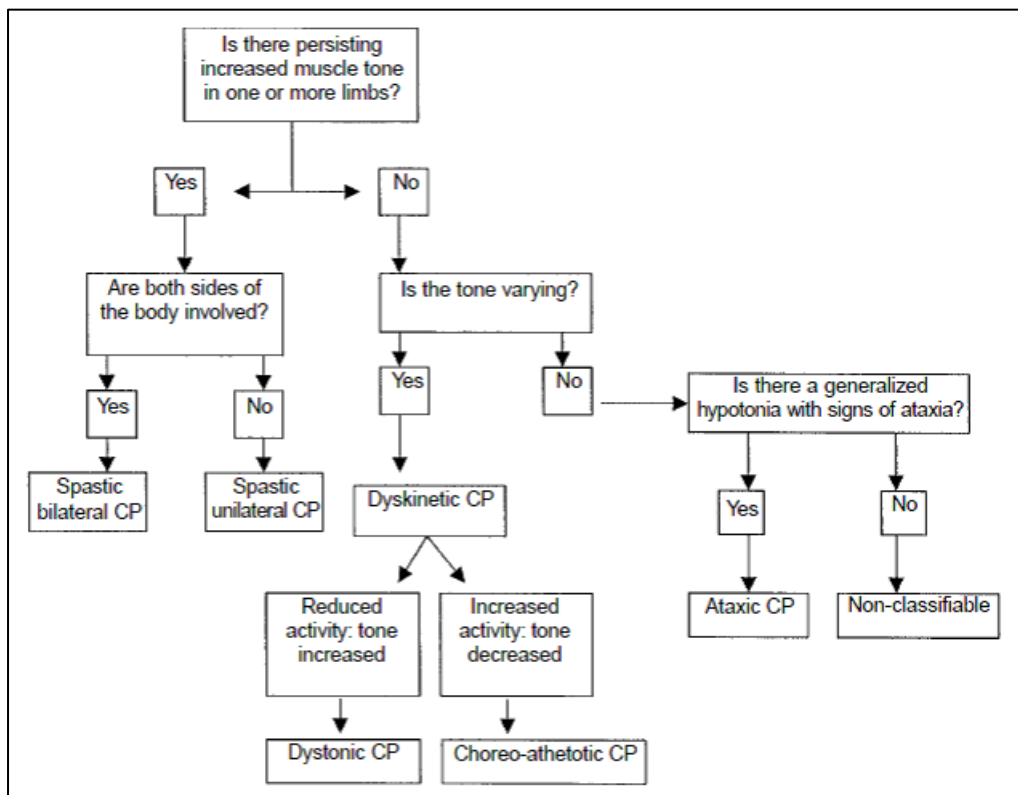 Is there persisting
increased muscle tone
in one or more limbs?
Yes
No
Are both sides of
the body involved?
Is the tone varying?
Yes
No
Yes
No
Is there a generalized
hypotonia with signs of ataxia?
Spastic
bilateral CP
Spastic
unilateral CP
Dyskinetic CP
Yes
No
Reduced
activity: tone
increased
Increased
activity: tone
decreased
Ataxic CP
Non-classifiable
Dystonic CP
Choreo-athetotic CP